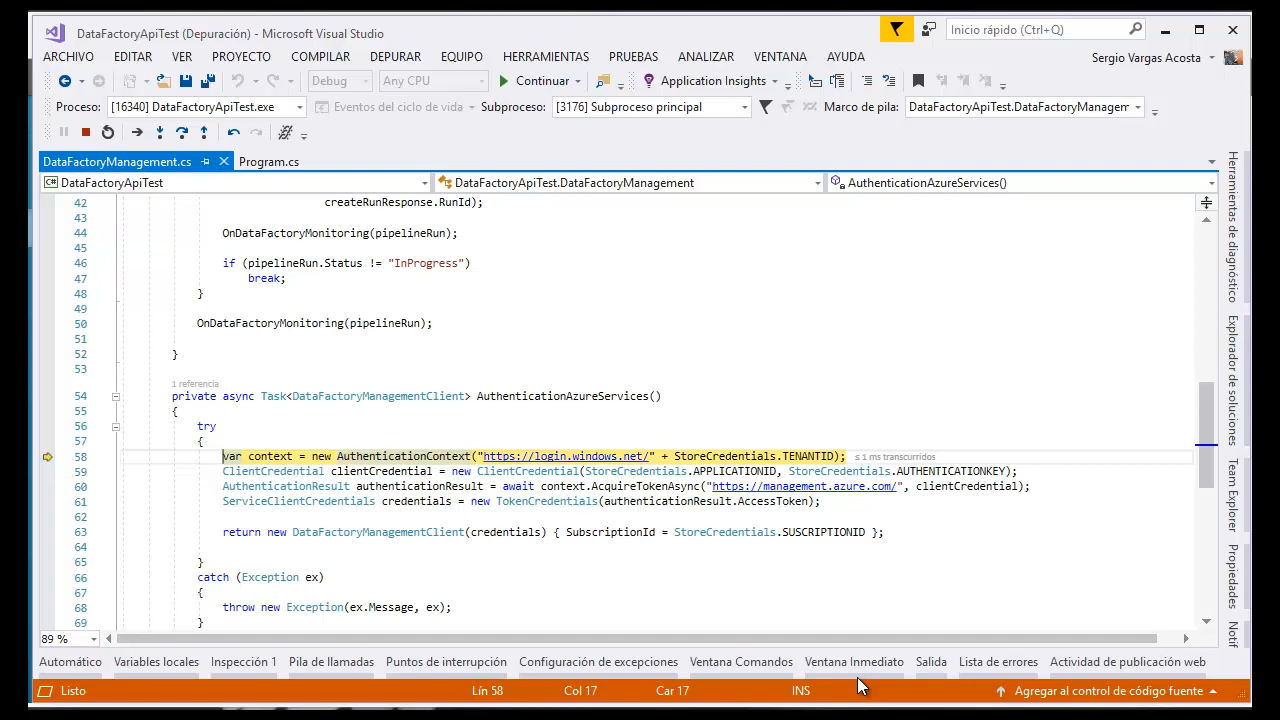 DataFactoryApiTest (Depuración) - Microsoft Visual Studio
Inicio rápido (Ctrl+Q)
ARCHIVO EDITAR VER PROYECTO COMPILAR DEPURAR EQUIPO HERRAMIENTAS PRUEBAS ANALIZAR VENTANA AYUDA
Sergio Vargas Acosta
Debug Any CPU Continuar Application Insights
Proceso: [16340] DataFactoryApiTest.exe Eventos del ciclo de vida Subproceso: [3176] Subproceso principal Marco de pila: DataFactoryApiTest.DataFactoryManagem
DataFactoryManagement.cs Program.cs
DataFactoryApiTest DataFactoryApiTest.DataFactoryManagement AuthenticationAzureServices()
42 createRunResponse.RunId);
43
44 OnDataFactoryMonitoring(pipelineRun);
45
46 if (pipelineRun.Status != "InProgress")
47 break;
48 }
49
50 OnDataFactoryMonitoring(pipelineRun);
51
52 }
53
1 referencia
54 private async Task<DataFactoryManagementClient> AuthenticationAzureServices()
55 {
56 try
57 {
58 var context = new AuthenticationContext("https://login.windows.net/" + StoreCredentials.TENANTID); ≤ 1 ms transcurridos
59 ClientCredential clientCredential = new ClientCredential(StoreCredentials.APPLICATIONID, StoreCredentials.AUTHENTICATIONKEY);
60 AuthenticationResult authenticationResult = await context.AcquireTokenAsync("https://management.azure.com/", clientCredential);
61 ServiceClientCredentials credentials = new TokenCredentials(authenticationResult.AccessToken);
62
63 return new DataFactoryManagementClient(credentials) { SubscriptionId = StoreCredentials.SUSCRIPTIONID };
64
65 }
66 catch (Exception ex)
67 {
68 throw new Exception(ex.Message, ex);
69 }
89 %
Herramientas de diagnóstico
Explorador de soluciones
Team Explorer
Propiedades
Notif
Automático Variables locales Inspección 1 Pila de llamadas Puntos de interrupción Configuración de excepciones Ventana Comandos Ventana Inmediato Salida Lista de errores Actividad de publicación web
Listo Lín 58 Col 17 Car 17 INS Agregar al control de código fuente